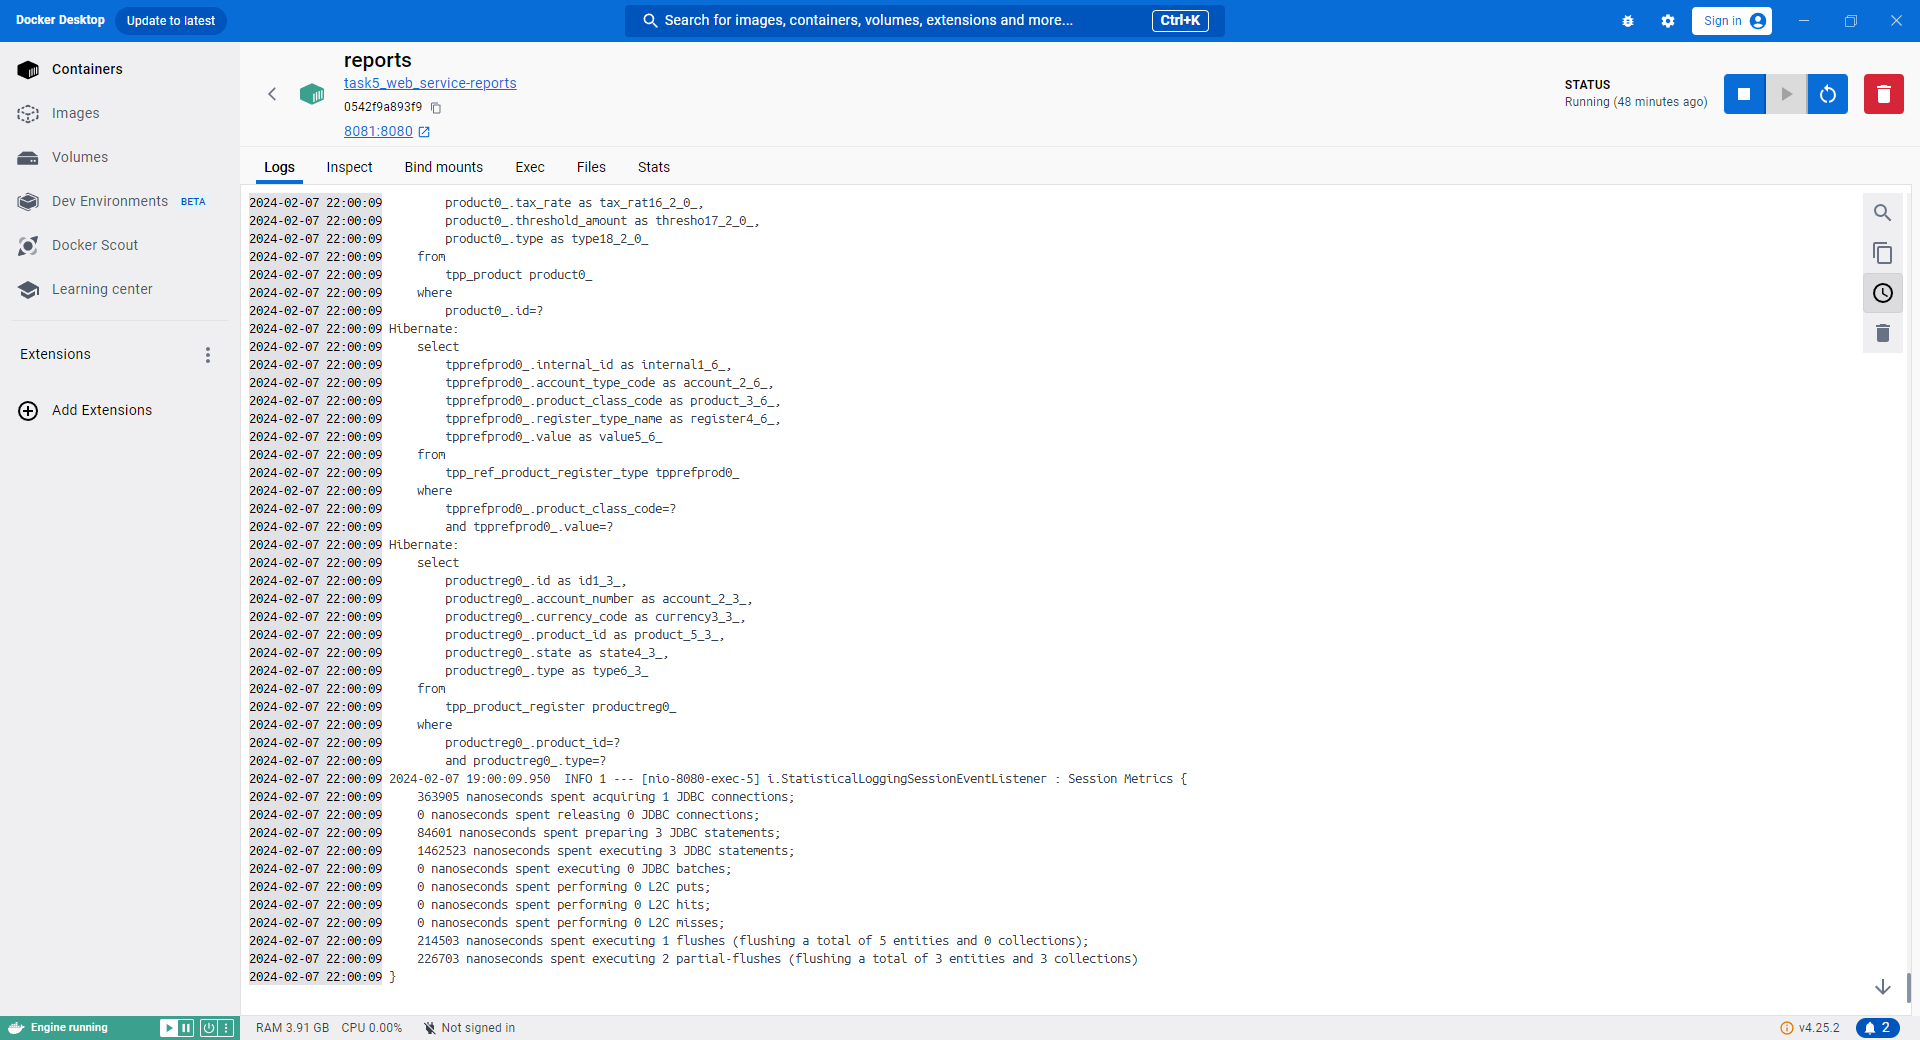 Docker Desktop
Update to latest
Search for images, containers, volumes, extensions and more...
Ctrl+K
Sign in
Containers
Images
Volumes
Dev Environments BETA
Docker Scout
Learning center
Extensions
Add Extensions
reports
task5_web_service-reports
0542f9a893f9
8081:8080
STATUS
Running (48 minutes ago)
Logs
Inspect
Bind mounts
Exec
Files
Stats
2024-02-07 22:00:09         product0_.tax_rate as tax_rat16_2_0_,
2024-02-07 22:00:09         product0_.threshold_amount as thresho17_2_0_,
2024-02-07 22:00:09         product0_.type as type18_2_0_
2024-02-07 22:00:09     from
2024-02-07 22:00:09         tpp_product product0_
2024-02-07 22:00:09     where
2024-02-07 22:00:09         product0_.id=?
2024-02-07 22:00:09 Hibernate:
2024-02-07 22:00:09     select
2024-02-07 22:00:09         tpprefprod0_.internal_id as internal1_6_,
2024-02-07 22:00:09         tpprefprod0_.account_type_code as account_2_6_,
2024-02-07 22:00:09         tpprefprod0_.product_class_code as product_3_6_,
2024-02-07 22:00:09         tpprefprod0_.register_type_name as register4_6_,
2024-02-07 22:00:09         tpprefprod0_.value as value5_6_
2024-02-07 22:00:09     from
2024-02-07 22:00:09         tpp_ref_product_register_type tpprefprod0_
2024-02-07 22:00:09     where
2024-02-07 22:00:09         tpprefprod0_.product_class_code=?
2024-02-07 22:00:09         and tpprefprod0_.value=?
2024-02-07 22:00:09 Hibernate:
2024-02-07 22:00:09     select
2024-02-07 22:00:09         productreg0_.id as id1_3_,
2024-02-07 22:00:09         productreg0_.account_number as account_2_3_,
2024-02-07 22:00:09         productreg0_.currency_code as currency3_3_,
2024-02-07 22:00:09         productreg0_.product_id as product_5_3_,
2024-02-07 22:00:09         productreg0_.state as state4_3_,
2024-02-07 22:00:09         productreg0_.type as type6_3_
2024-02-07 22:00:09     from
2024-02-07 22:00:09         tpp_product_register productreg0_
2024-02-07 22:00:09     where
2024-02-07 22:00:09         productreg0_.product_id=?
2024-02-07 22:00:09         and productreg0_.type=?
2024-02-07 22:00:09 2024-02-07 19:00:09.950  INFO 1 --- [nio-8080-exec-5] i.StatisticalLoggingSessionEventListener : Session Metrics {
2024-02-07 22:00:09     363905 nanoseconds spent acquiring 1 JDBC connections;
2024-02-07 22:00:09     0 nanoseconds spent releasing 0 JDBC connections;
2024-02-07 22:00:09     84601 nanoseconds spent preparing 3 JDBC statements;
2024-02-07 22:00:09     1462523 nanoseconds spent executing 3 JDBC statements;
2024-02-07 22:00:09     0 nanoseconds spent executing 0 JDBC batches;
2024-02-07 22:00:09     0 nanoseconds spent performing 0 L2C puts;
2024-02-07 22:00:09     0 nanoseconds spent performing 0 L2C hits;
2024-02-07 22:00:09     0 nanoseconds spent performing 0 L2C misses;
2024-02-07 22:00:09     214503 nanoseconds spent executing 1 flushes (flushing a total of 5 entities and 0 collections);
2024-02-07 22:00:09     226703 nanoseconds spent executing 2 partial-flushes (flushing a total of 3 entities and 3 collections)
2024-02-07 22:00:09 }
Engine running
RAM 3.91 GB
CPU 0.00%
Not signed in
v4.25.2
2